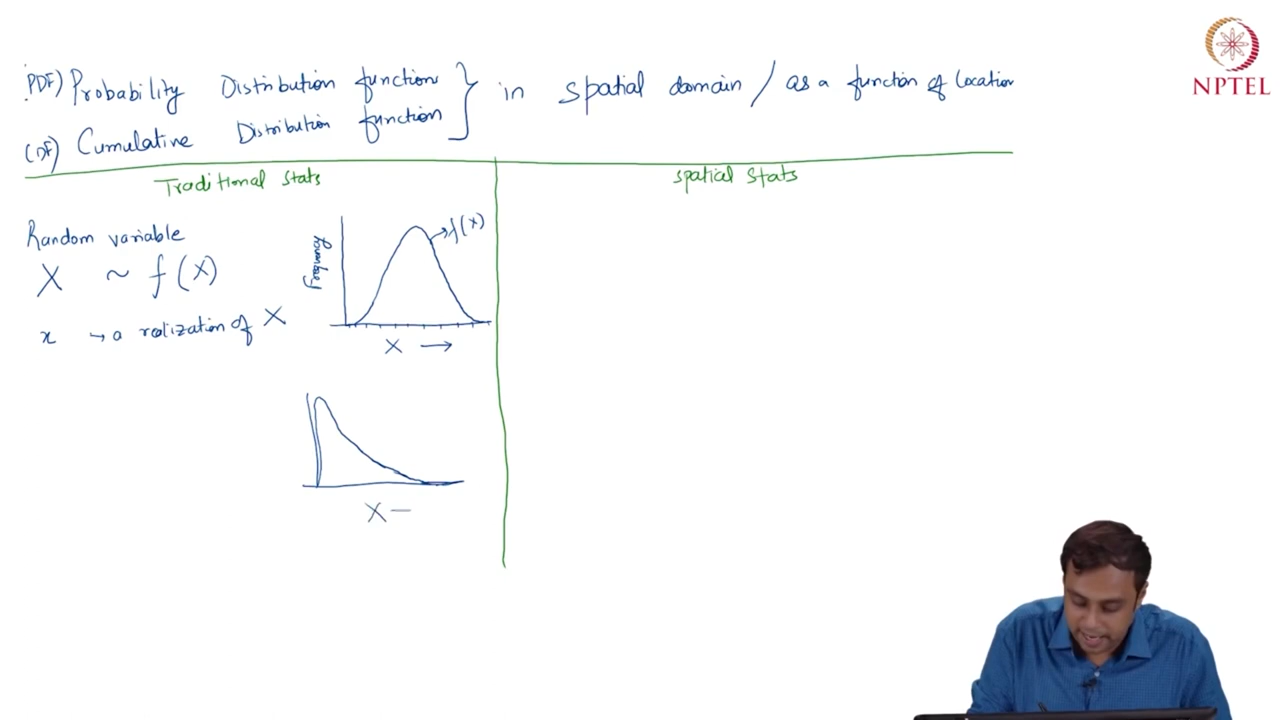 PDF) Probability Distribution function } in spatial domain / as a function of Location
CDF) Cumulative Distribution function
Traditional stats
spatial stats
Random variable
X ~ f(X)
x → a realization of X
f(X)
X →
X –
NPTEL